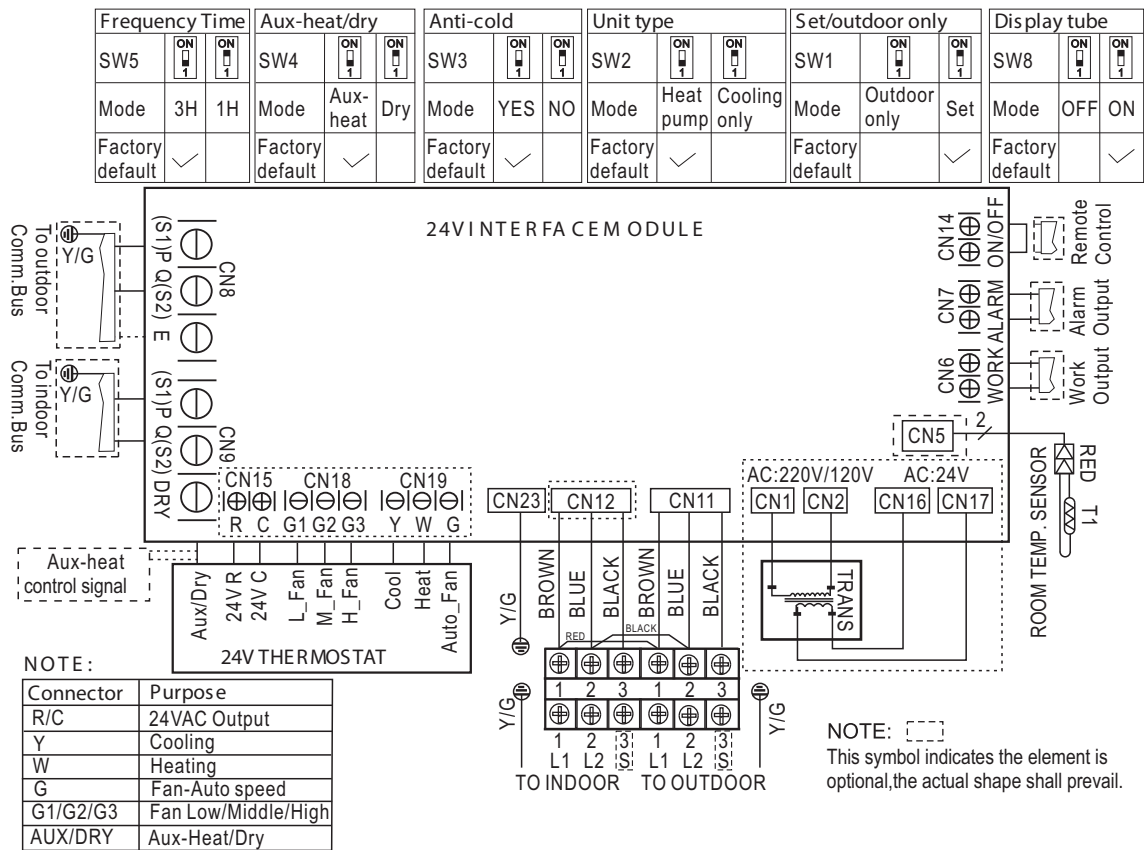 Frequency Time
SW5 ON 1 ON 1
Mode 3H 1H
Factory default
Aux-heat/dry
SW4 ON 1 ON 1
Mode Aux-heat Dry
Factory default
Anti-cold
SW3 ON 1 ON 1
Mode YES NO
Factory default
Unit type
SW2 ON 1 ON 1
Mode Heat pump Cooling only
Factory default
Set/outdoor only
SW1 ON 1 ON 1
Mode Outdoor only Set
Factory default
Display tube
SW8 ON 1 ON 1
Mode OFF ON
Factory default
24V INTERFACE MODULE
To outdoor
Comm.Bus
Y/G
(S1)P Q(S2) E
CN8
To indoor
Comm.Bus
Y/G
(S1)P Q(S2) DRY
CN9
CN14 ON/OFF
Remote
Control
CN7 ALARM
Alarm
Output
CN6 WORK
Work
Output
CN5
2
RED
T1
ROOM TEMP. SENSOR
CN15 CN18 CN19
R C G1 G2 G3 Y W G
CN23 CN12 CN11
AC:220V/120V AC:24V
CN1 CN2 CN16 CN17
TRANS
Aux-heat
control signal
Aux/Dry
24V R
24V C
L_Fan
M_Fan
H_Fan
Cool
Heat
Auto_Fan
24V THERMOSTAT
Y/G
BROWN
BLUE
BLACK
BROWN
BLUE
BLACK
RED
BLACK
1 2 3 1 2 3
Y/G
Y/G
1 2 3 1 2 3
L1 L2 S L1 L2 S
TO INDOOR TO OUTDOOR
NOTE:
Connector Purpose
R/C 24VAC Output
Y Cooling
W Heating
G Fan-Auto speed
G1/G2/G3 Fan Low/Middle/High
AUX/DRY Aux-Heat/Dry
NOTE:
This symbol indicates the element is
optional,the actual shape shall prevail.